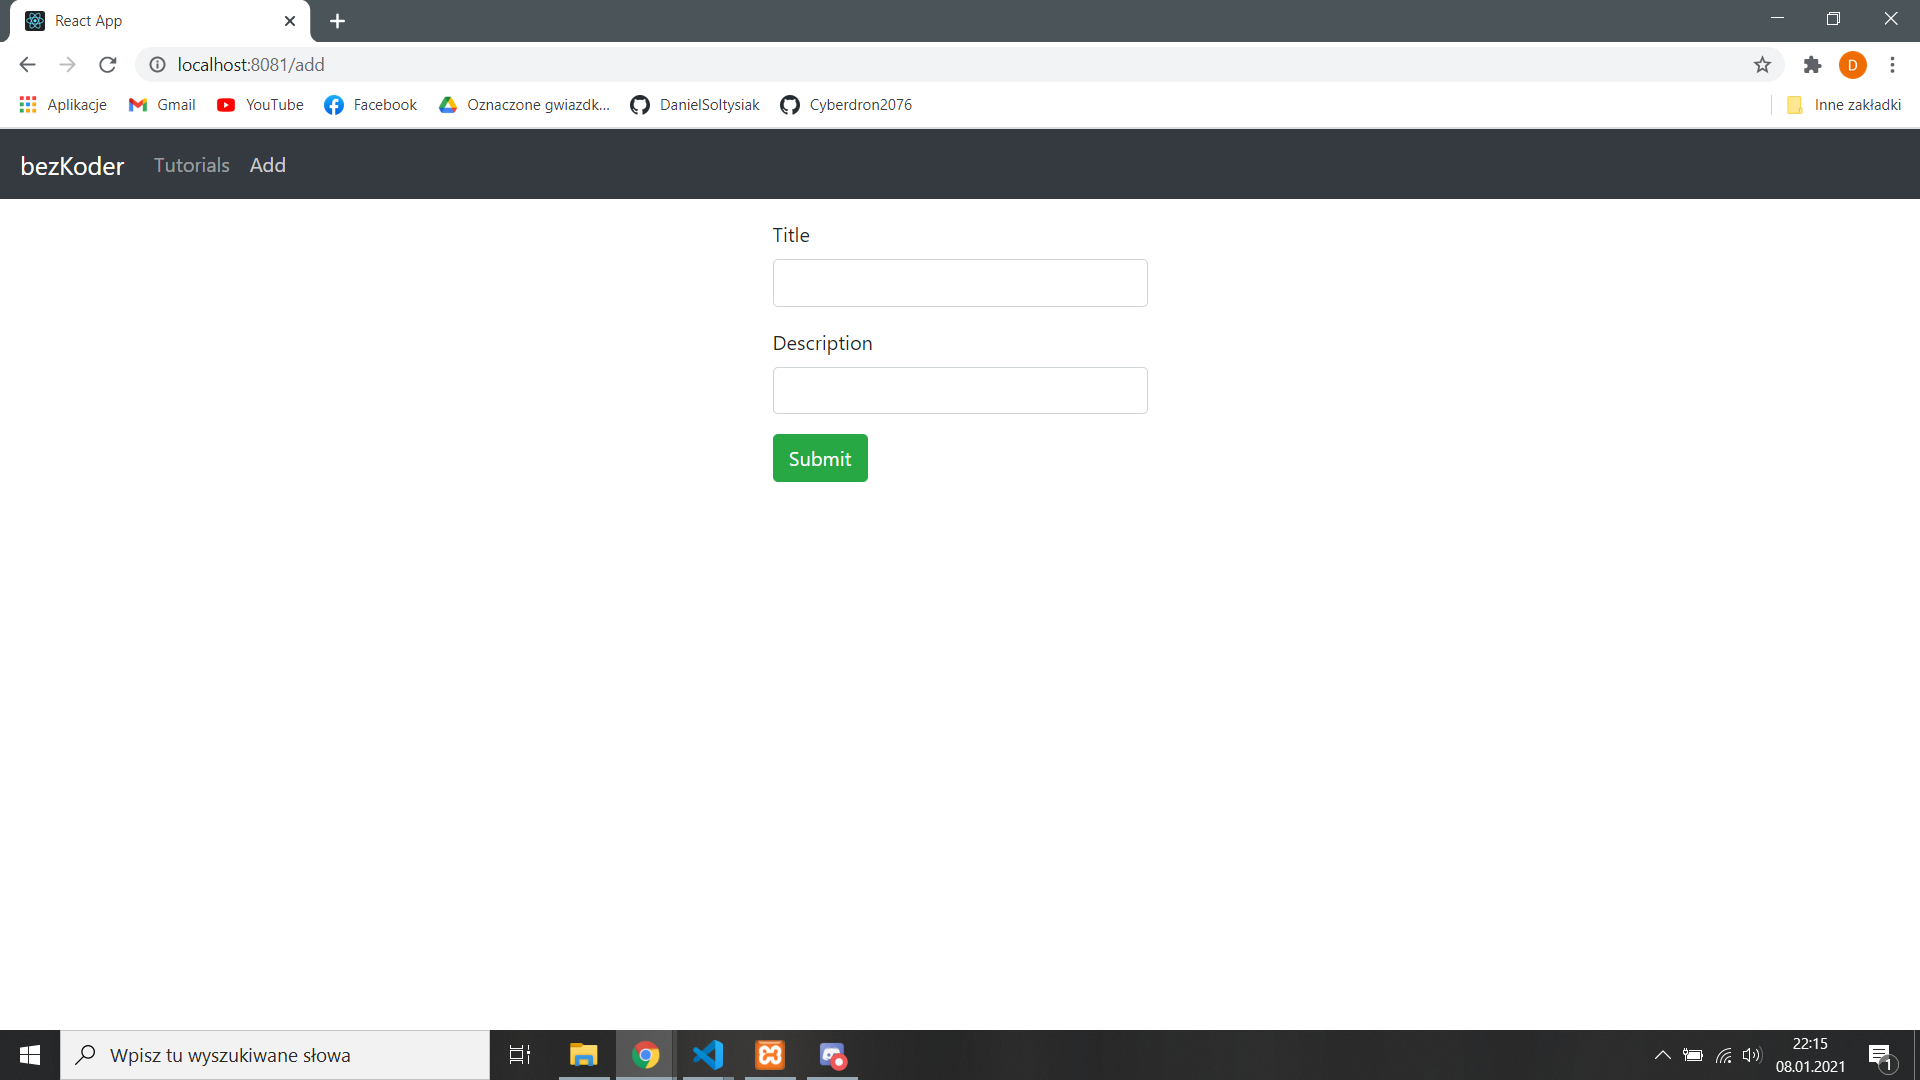 React App
localhost:8081/add
D
Aplikacje Gmail YouTube Facebook Oznaczone gwiazdk... DanielSoltysiak Cyberdron2076 Inne zakładki
bezKoder Tutorials Add
Title
Description
Submit
Wpisz tu wyszukiwane słowa
22:15
08.01.2021
1